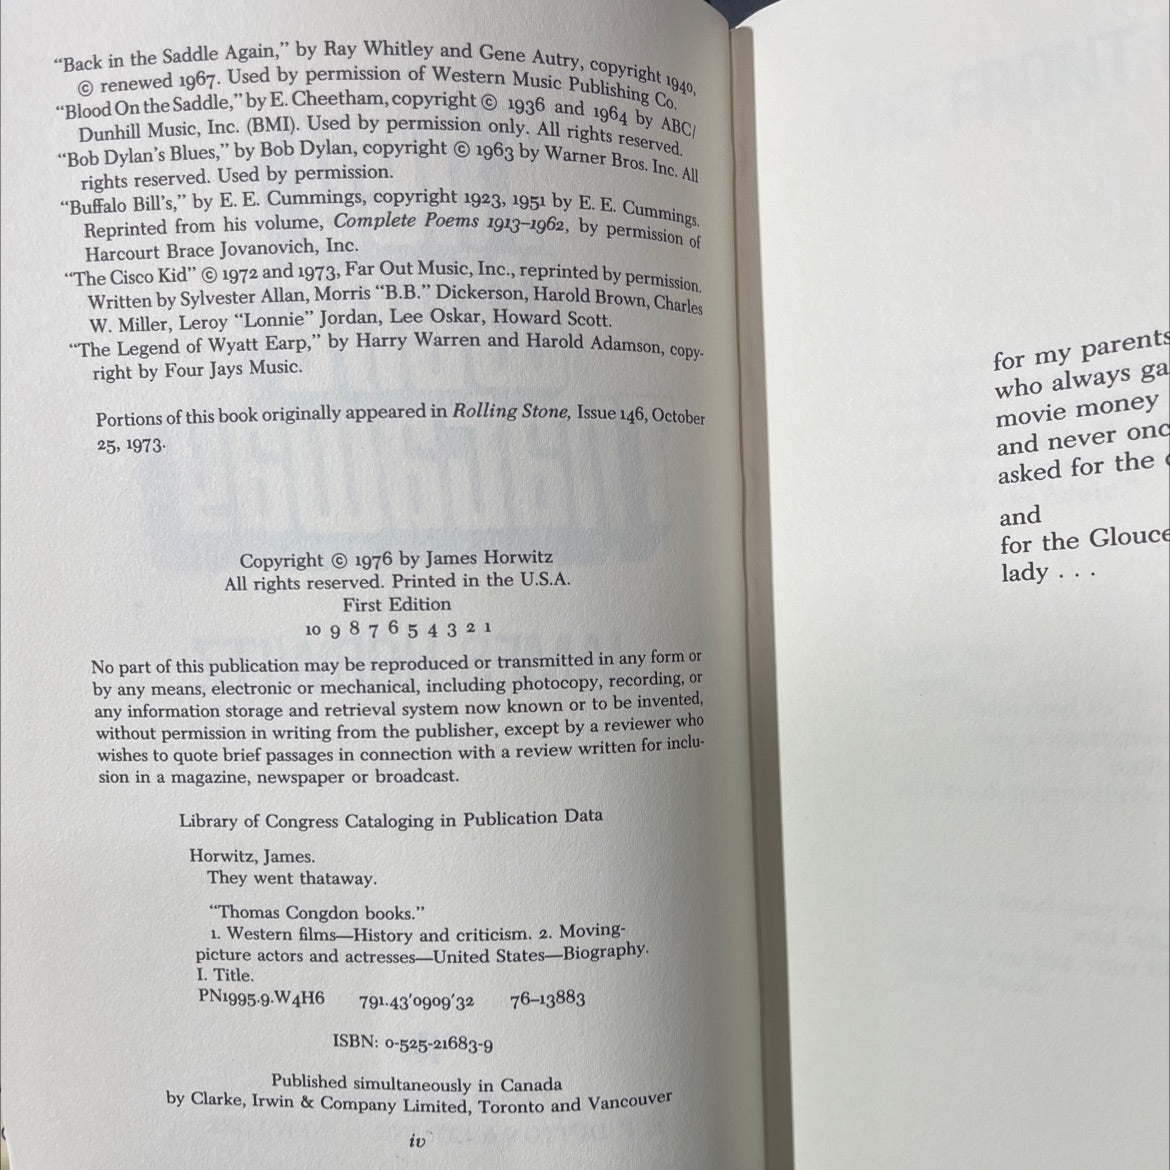 “Back in the Saddle Again,” by Ray Whitley and Gene Autry, copyright 1940,
© renewed 1967. Used by permission of Western Music Publishing Co.
“Blood On the Saddle,” by E. Cheetham, copyright © 1936 and 1964 by ABC/
Dunhill Music, Inc. (BMI). Used by permission only. All rights reserved.
“Bob Dylan’s Blues,” by Bob Dylan, copyright © 1963 by Warner Bros. Inc. All
rights reserved. Used by permission.
“Buffalo Bill’s,” by E. E. Cummings, copyright 1923, 1951 by E. E. Cummings.
Reprinted from his volume, Complete Poems 1913–1962, by permission of
Harcourt Brace Jovanovich, Inc.
“The Cisco Kid” © 1972 and 1973, Far Out Music, Inc., reprinted by permission.
Written by Sylvester Allan, Morris “B.B.” Dickerson, Harold Brown, Charles
W. Miller, Leroy “Lonnie” Jordan, Lee Oskar, Howard Scott.
“The Legend of Wyatt Earp,” by Harry Warren and Harold Adamson, copy-
right by Four Jays Music.
Portions of this book originally appeared in Rolling Stone, Issue 146, October
25, 1973.
Copyright © 1976 by James Horwitz
All rights reserved. Printed in the U.S.A.
First Edition
10 9 8 7 6 5 4 3 2 1
No part of this publication may be reproduced or transmitted in any form or
by any means, electronic or mechanical, including photocopy, recording, or
any information storage and retrieval system now known or to be invented,
without permission in writing from the publisher, except by a reviewer who
wishes to quote brief passages in connection with a review written for inclu-
sion in a magazine, newspaper or broadcast.
Library of Congress Cataloging in Publication Data
Horwitz, James.
They went thataway.
“Thomas Congdon books.”
1. Western films—History and criticism. 2. Moving-
picture actors and actresses—United States—Biography.
I. Title.
PN1995.9.W4H6 791.43′0909′32 76–13883
ISBN: 0-525-21683-9
Published simultaneously in Canada
by Clarke, Irwin & Company Limited, Toronto and Vancouver
iv
for my parents
who always ga
movie money
and never onc
asked for the
and
for the Glouce
lady . . .